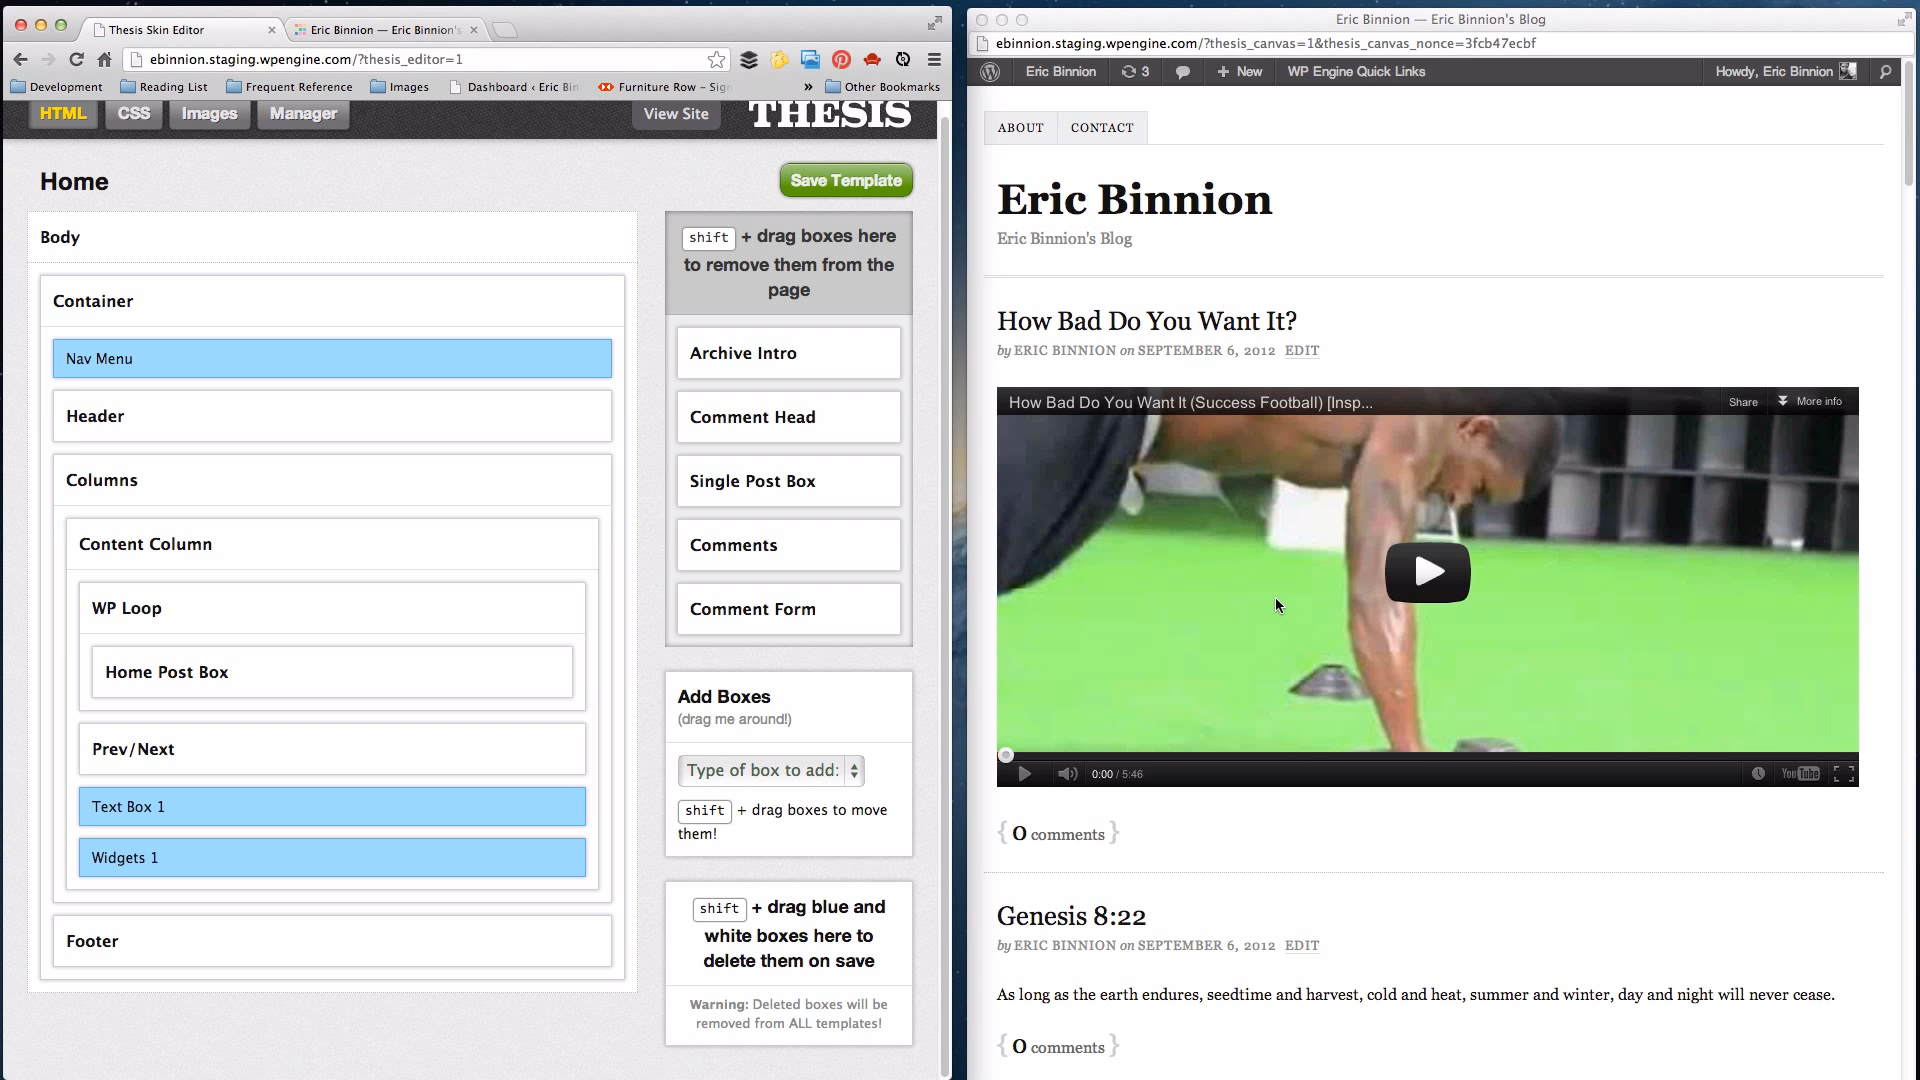 Thesis Skin Editor
Eric Binnion — Eric Binnion's
ebinnion.staging.wpengine.com/?thesis_editor=1
Development
Reading List
Frequent Reference
Images
Dashboard ‹ Eric Bin
Furniture Row – Sig
»
Other Bookmarks
HTML
CSS
Images
Manager
View Site
THESIS
Home
Save Template
Body
Container
Nav Menu
Header
Columns
Content Column
WP Loop
Home Post Box
Prev/Next
Text Box 1
Widgets 1
Footer
shift + drag boxes here
to remove them from the
page
Archive Intro
Comment Head
Single Post Box
Comments
Comment Form
Add Boxes
(drag me around!)
Type of box to add:
shift + drag boxes to move
them!
shift + drag blue and
white boxes here to
delete them on save
Warning: Deleted boxes will be
removed from ALL templates!
Eric Binnion — Eric Binnion's Blog
ebinnion.staging.wpengine.com/?thesis_canvas=1&thesis_canvas_nonce=3fcb47ecbf
Eric Binnion
3
+ New
WP Engine Quick Links
Howdy, Eric Binnion
ABOUT
CONTACT
Eric Binnion
Eric Binnion's Blog
How Bad Do You Want It?
by ERIC BINNION on SEPTEMBER 6, 2012 EDIT
How Bad Do You Want It (Success Football) [Insp...
Share
More info
0:00 / 5:46
YouTube
{ 0 comments }
Genesis 8:22
by ERIC BINNION on SEPTEMBER 6, 2012 EDIT
As long as the earth endures, seedtime and harvest, cold and heat, summer and winter, day and night will never cease.
{ 0 comments }